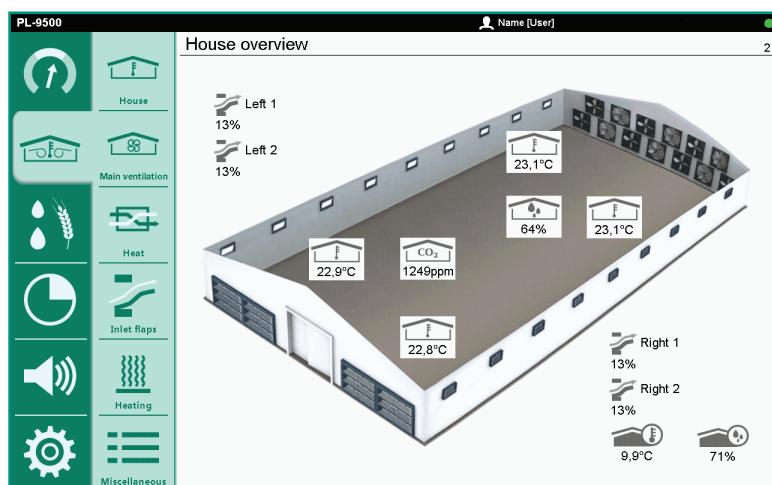 PL-9500
Name [User]
House overview
2
House
Main ventilation
Heat
Inlet flaps
Heating
Miscellaneous
Left 1
13%
Left 2
13%
23,1°C
64%
23,1°C
22,9°C
CO₂
1249ppm
22,8°C
Right 1
13%
Right 2
13%
9,9°C
71%